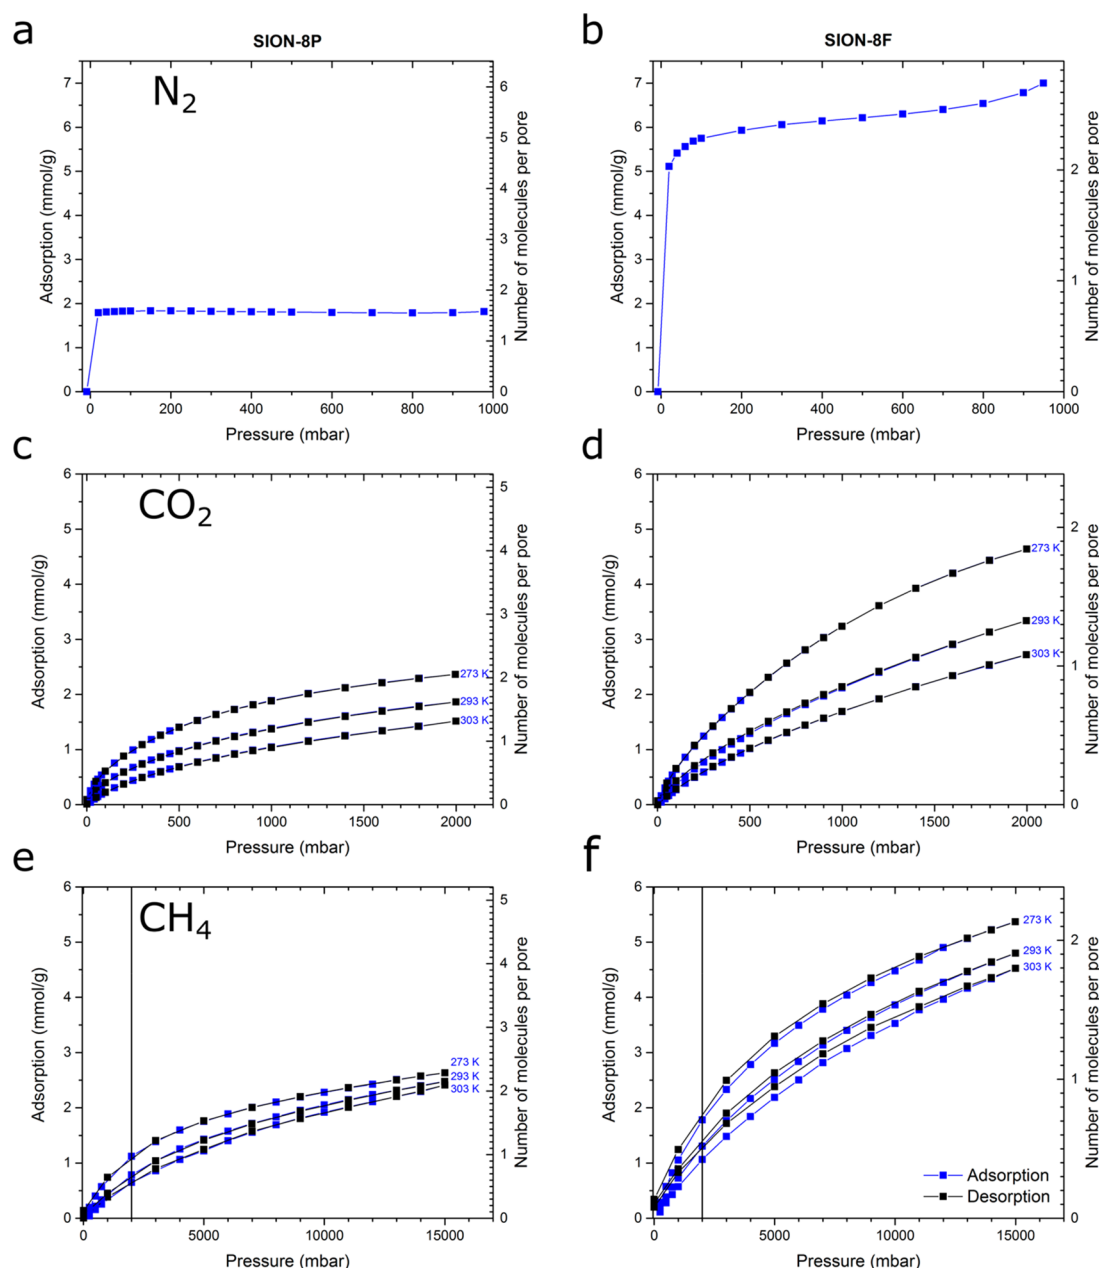 a
SION-8P
b
SION-8F
N2
Adsorption (mmol/g)
7
6
5
4
3
2
1
0
6
5
4
3
2
1
0
Number of molecules per pore
0 200 400 600 800 1000
Pressure (mbar)
Adsorption (mmol/g)
7
6
5
4
3
2
1
0
2
1
0
Number of molecules per pore
0 200 400 600 800 1000
Pressure (mbar)
c
CO2
Adsorption (mmol/g)
6
5
4
3
2
1
0
5
4
3
2
1
0
Number of molecules per pore
273 K
293 K
303 K
0 500 1000 1500 2000
Pressure (mbar)
d
Adsorption (mmol/g)
6
5
4
3
2
1
0
2
1
0
Number of molecules per pore
273 K
293 K
303 K
0 500 1000 1500 2000
Pressure (mbar)
e
CH4
Adsorption (mmol/g)
6
5
4
3
2
1
0
5
4
3
2
1
0
Number of molecules per pore
273 K
293 K
303 K
0 5000 10000 15000
Pressure (mbar)
f
Adsorption (mmol/g)
6
5
4
3
2
1
0
2
1
0
Number of molecules per pore
273 K
293 K
303 K
Adsorption
Desorption
0 5000 10000 15000
Pressure (mbar)